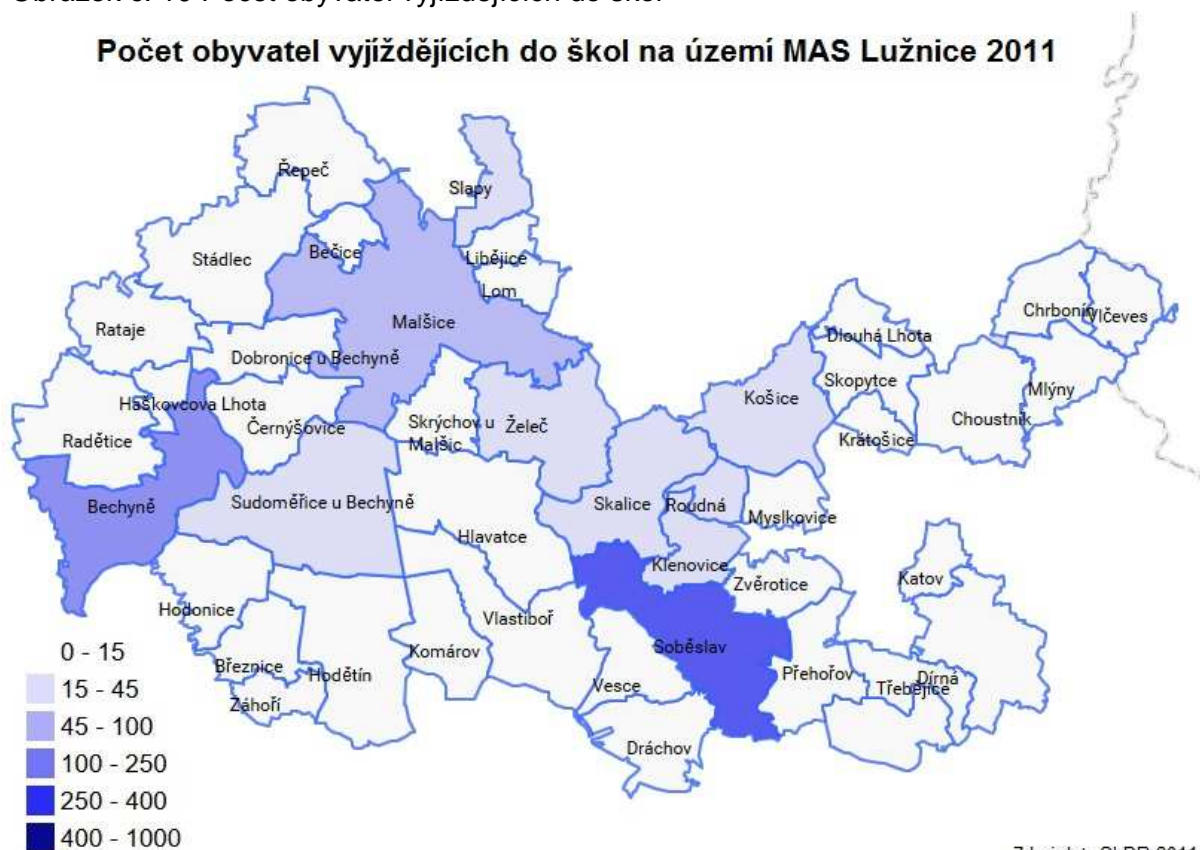 Počet obyvatel vyjíždějících do škol na území MAS Lužnice 2011
Řepeč
Slapy
Stádlec
Bečice
Libějice
Lom
Malšice
Rataje
Dobronice u Bechyně
Haškovcova Lhota
Černýšovice
Radětice
Skrýchov u
Malšic
Želeč
Košice
Dlouhá Lhota
Skopytce
Krátošice
Choustník
Chrbonín
Vlčeves
Mlýny
Bechyně
Sudoměřice u Bechyně
Hlavatce
Skalice
Roudná
Myslkovice
Klenovice
Zvěrotice
Katov
Hodonice
Vlastiboř
Komárov
Březnice
Hodětín
Záhoří
Soběslav
Vesce
Přehořov
Třebějice
Dírná
Dráchov
0 - 15
15 - 45
45 - 100
100 - 250
250 - 400
400 - 1000